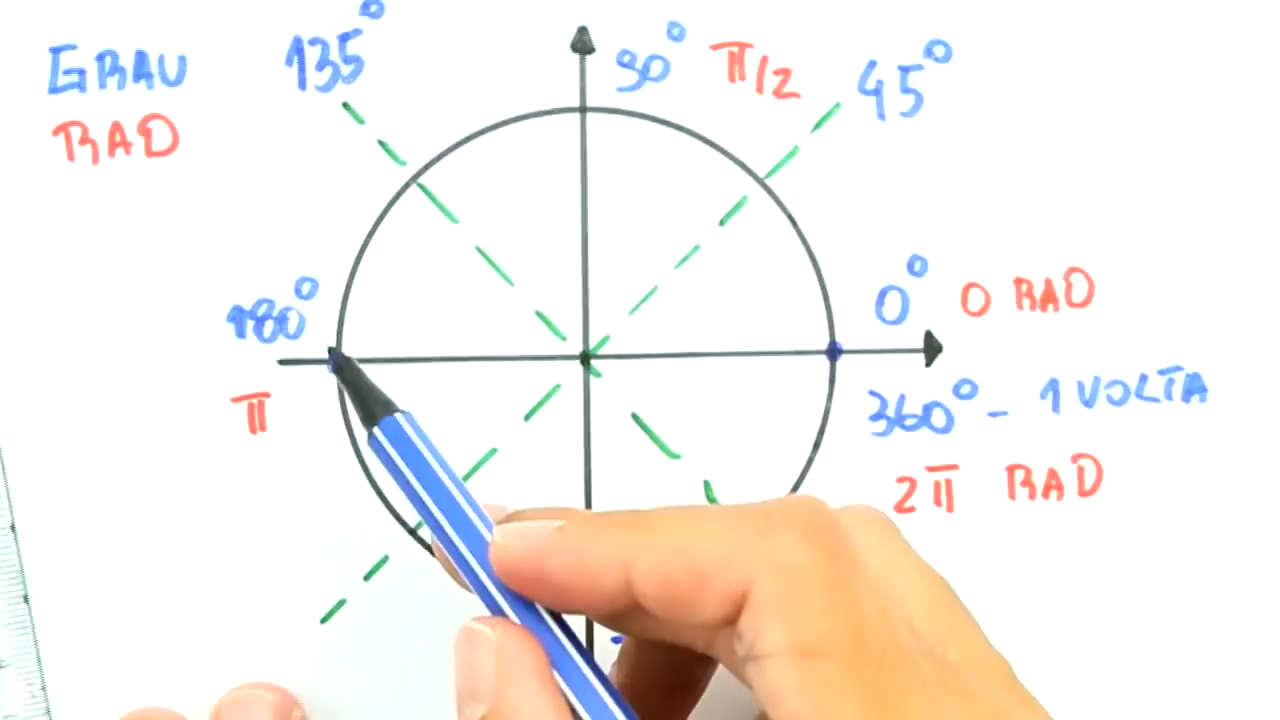 GRAU
RAD
135°
90° π/2
45°
180°
π
0° 0 RAD
360° - 1 VOLTA
2π RAD